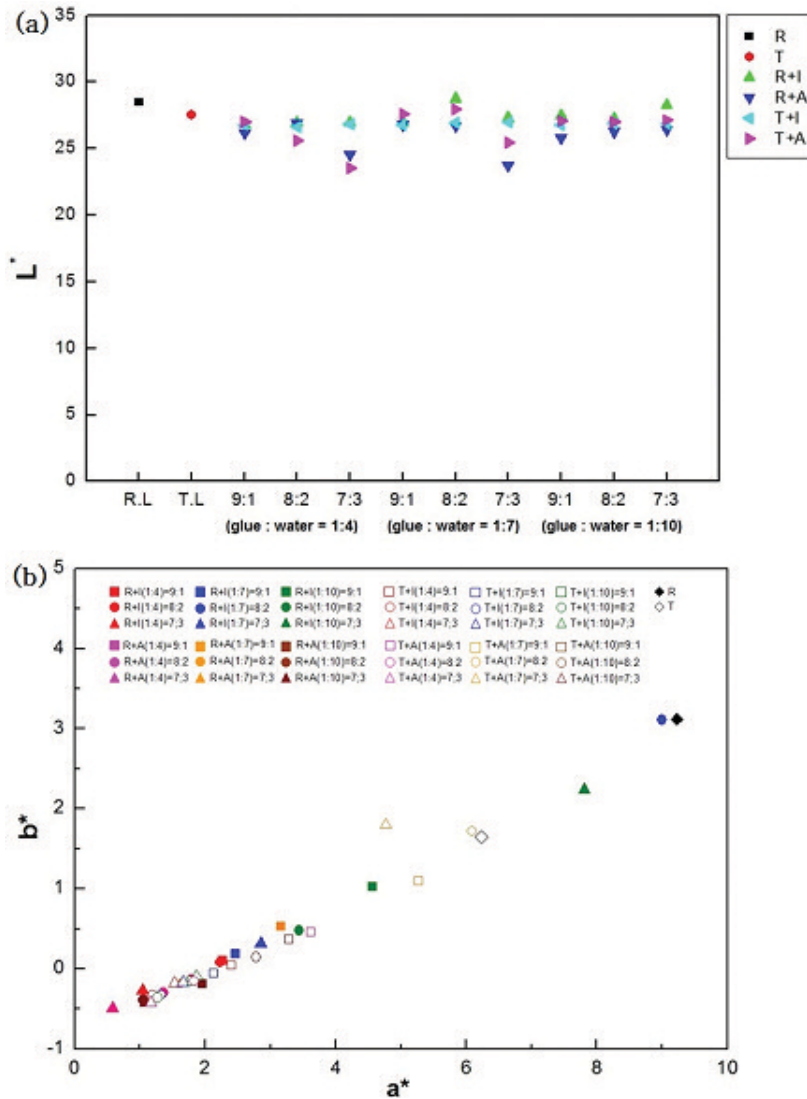 (a)
35
30
25
20
15
10
5
0
L*
R.L T.L 9:1 8:2 7:3 9:1 8:2 7:3 9:1 8:2 7:3
(glue : water = 1:4) (glue : water = 1:7) (glue : water = 1:10)
R
T
R+I
R+A
T+I
T+A
(b)
5
4
3
2
1
0
-1
b*
R+I(1:4)=9:1 R+I(1:7)=9:1 R+I(1:10)=9:1 T+I(1:4)=9:1 T+I(1:7)=9:1 T+I(1:10)=9:1 R
R+I(1:4)=8:2 R+I(1:7)=8:2 R+I(1:10)=8:2 T+I(1:4)=8:2 T+I(1:7)=8:2 T+I(1:10)=8:2 T
R+I(1:4)=7;3 R+I(1:7)=7;3 R+I(1:10)=7;3 T+I(1:4)=7;3 T+I(1:7)=7;3 T+I(1:10)=7;3
R+A(1:4)=9:1 R+A(1:7)=9:1 R+A(1:10)=9:1 T+A(1:4)=9:1 T+A(1:7)=9:1 T+A(1:10)=9:1
R+A(1:4)=8:2 R+A(1:7)=8:2 R+A(1:10)=8:2 T+A(1:4)=8:2 T+A(1:7)=8:2 T+A(1:10)=8:2
R+A(1:4)=7;3 R+A(1:7)=7;3 R+A(1:10)=7;3 T+A(1:4)=7;3 T+A(1:7)=7;3 T+A(1:10)=7;3
0 2 4 6 8 10
a*